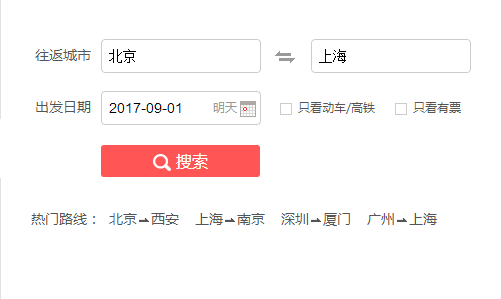 往返城市 北京 上海
出发日期 2017-09-01 明天 只看动车/高铁 只看有票
搜索
热门路线： 北京⇀西安 上海⇀南京 深圳⇀厦门 广州⇀上海